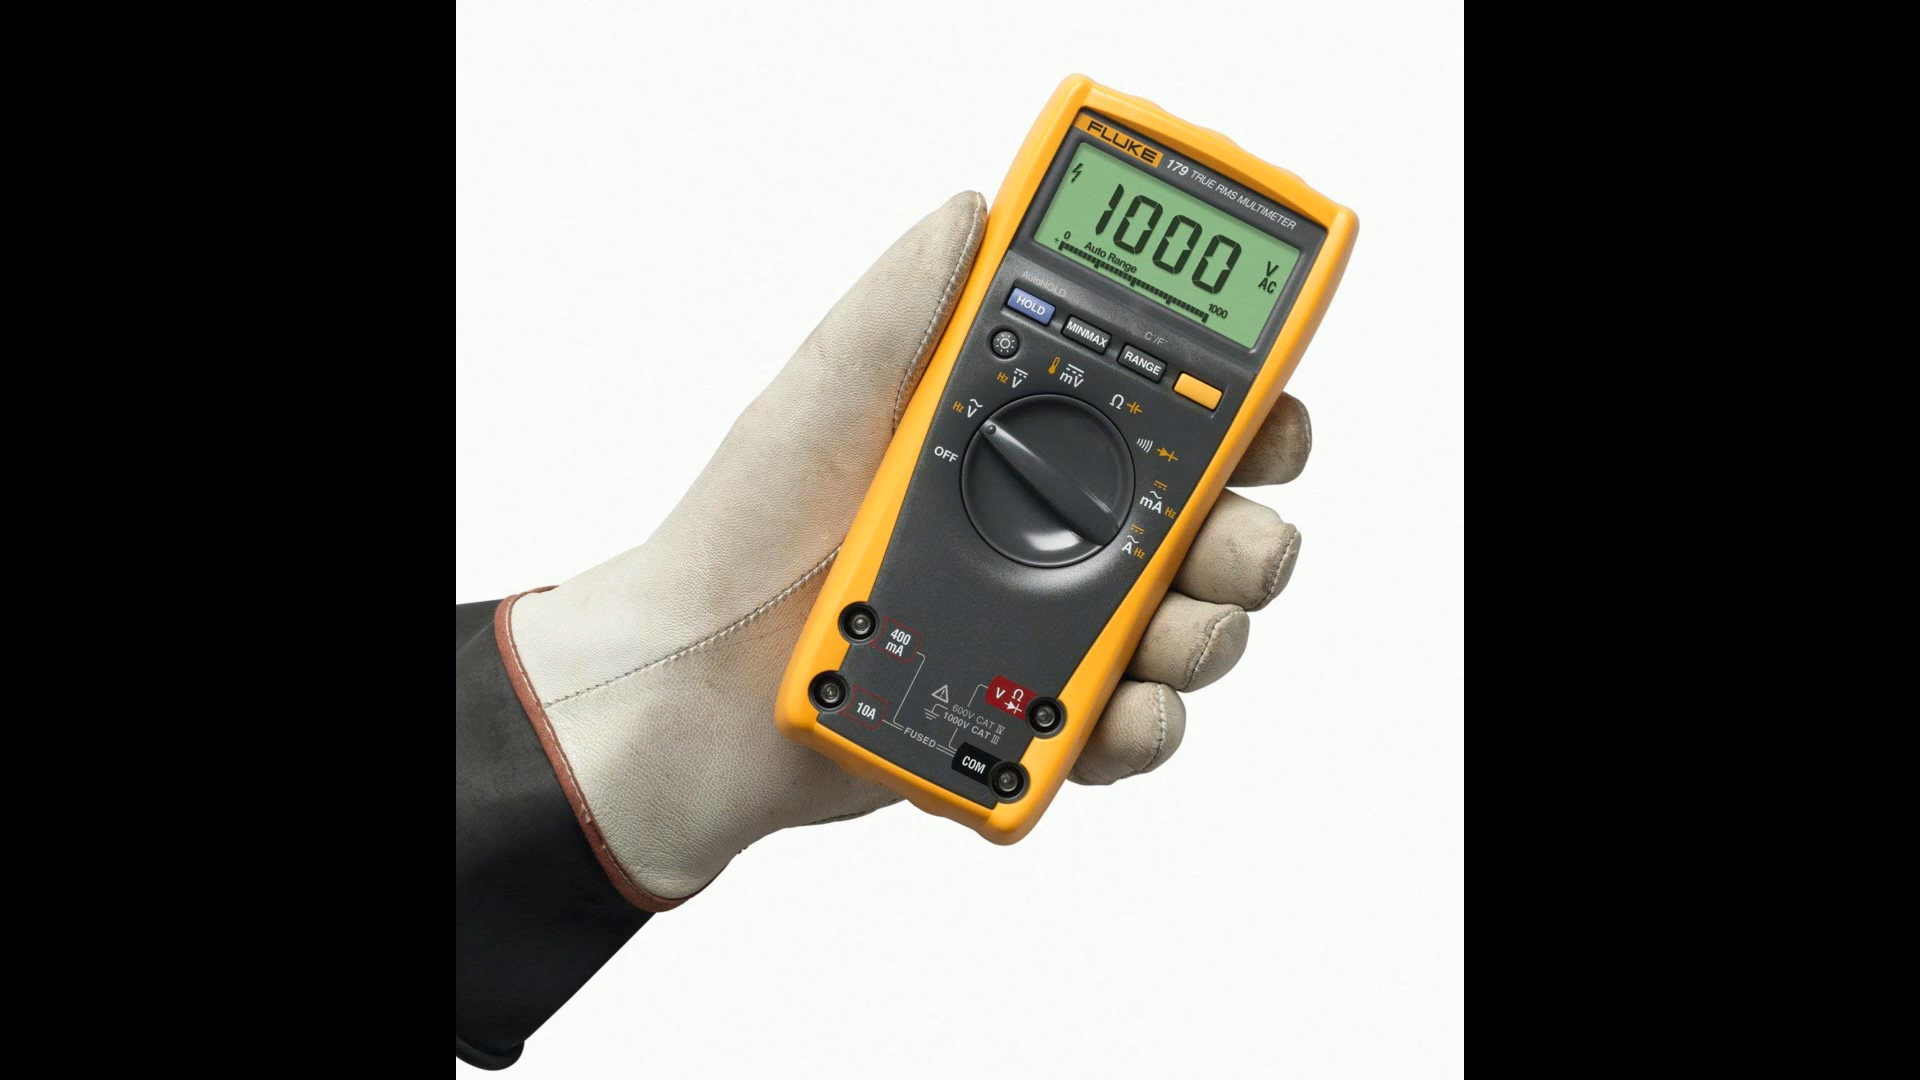 FLUKE 179 TRUE RMS MULTIMETER
1000 V AC
+ 0 Auto Range 1000
AutoHOLD
HOLD MINMAX RANGE
C°/F°
Hz V
Hz V
mV
Ω
OFF
mA Hz
A Hz
400 mA
10A
V Ω
600V CAT IV
1000V CAT III
FUSED
COM